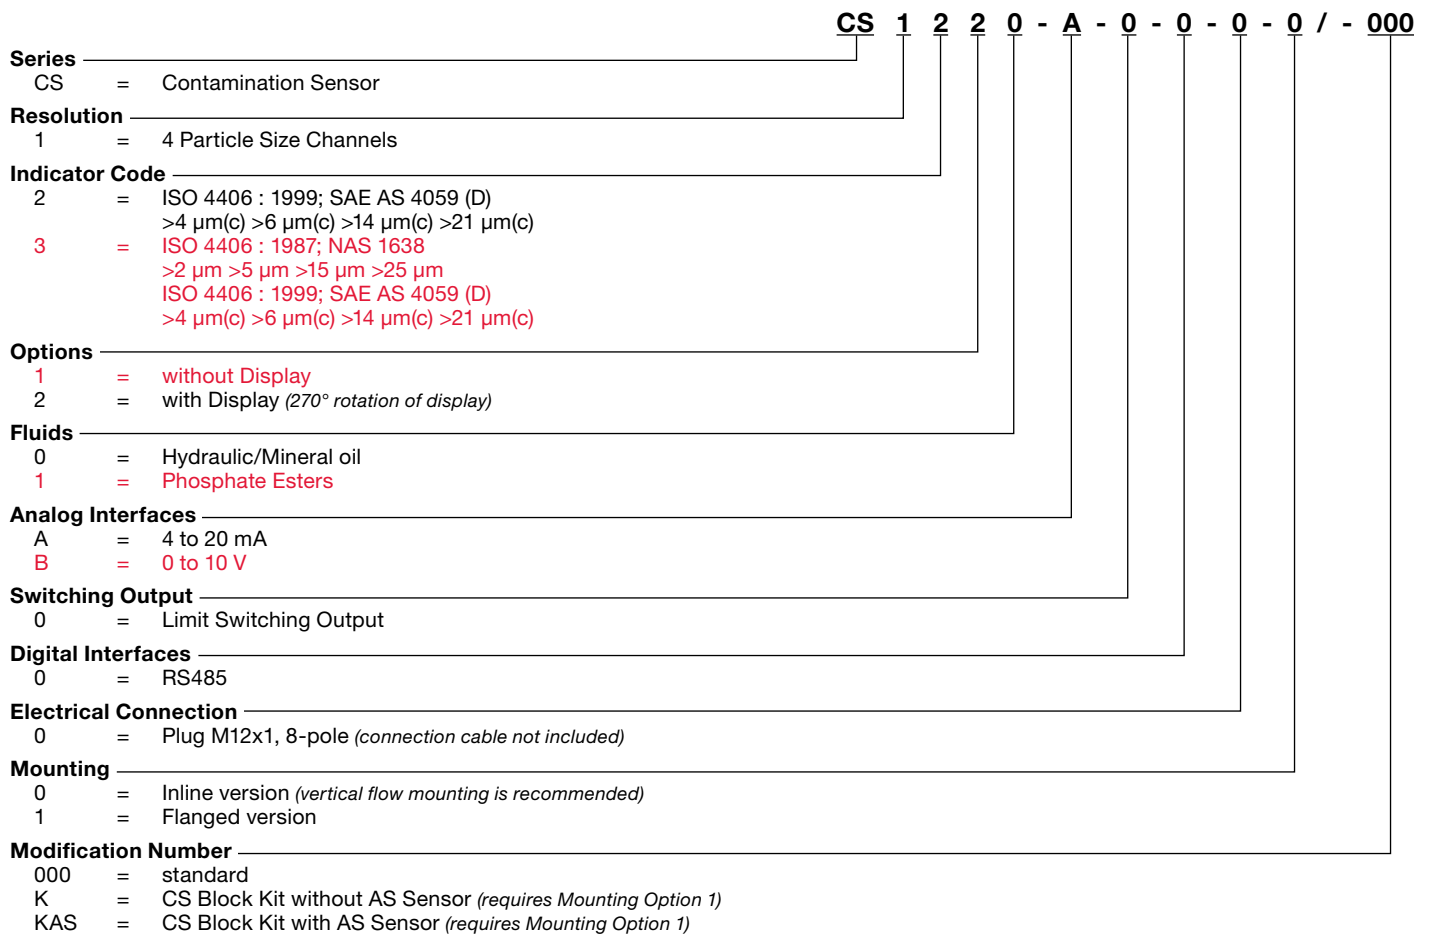 CS 1 2 2 0 - A - 0 - 0 - 0 - 0 / - 000
Series
CS = Contamination Sensor
Resolution
1 = 4 Particle Size Channels
Indicator Code
2 = ISO 4406 : 1999; SAE AS 4059 (D)
>4 µm(c) >6 µm(c) >14 µm(c) >21 µm(c)
3 = ISO 4406 : 1987; NAS 1638
>2 µm >5 µm >15 µm >25 µm
ISO 4406 : 1999; SAE AS 4059 (D)
>4 µm(c) >6 µm(c) >14 µm(c) >21 µm(c)
Options
1 = without Display
2 = with Display (270° rotation of display)
Fluids
0 = Hydraulic/Mineral oil
1 = Phosphate Esters
Analog Interfaces
A = 4 to 20 mA
B = 0 to 10 V
Switching Output
0 = Limit Switching Output
Digital Interfaces
0 = RS485
Electrical Connection
0 = Plug M12x1, 8-pole (connection cable not included)
Mounting
0 = Inline version (vertical flow mounting is recommended)
1 = Flanged version
Modification Number
000 = standard
K = CS Block Kit without AS Sensor (requires Mounting Option 1)
KAS = CS Block Kit with AS Sensor (requires Mounting Option 1)